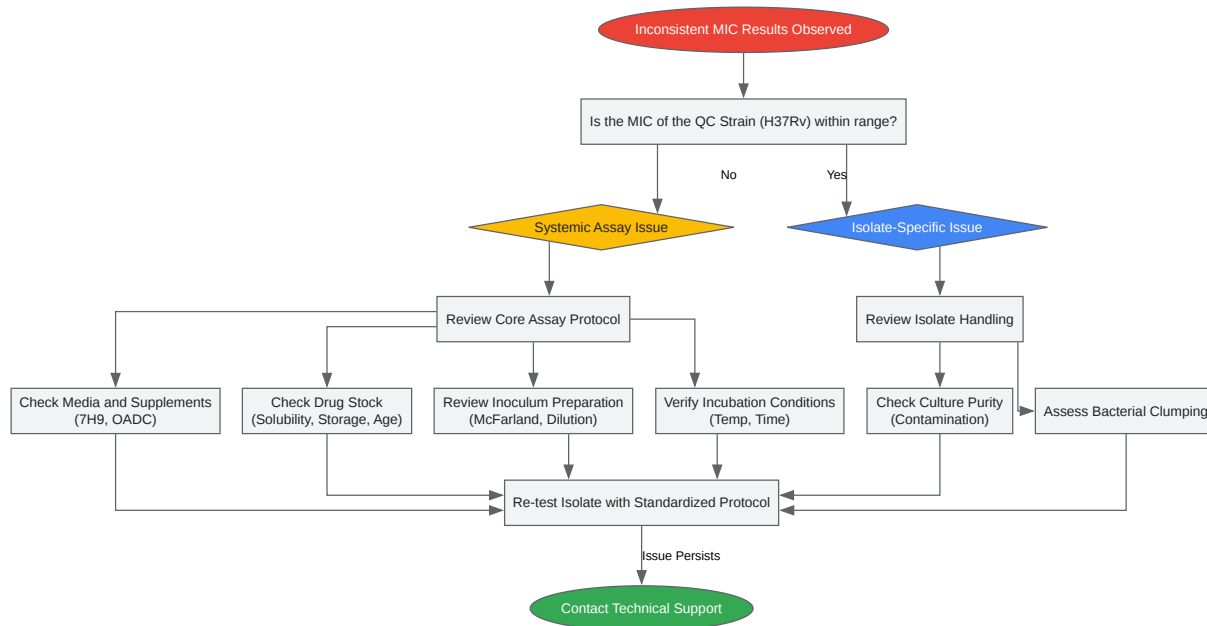 Inconsistent MIC Results Observed
Is the MIC of the QC Strain (H37Rv) within range?
No
Yes
Systemic Assay Issue
Isolate-Specific Issue
Review Core Assay Protocol
Review Isolate Handling
Check Media and Supplements
(7H9, OADC)
Check Drug Stock
(Solubility, Storage, Age)
Review Inoculum Preparation
(McFarland, Dilution)
Verify Incubation Conditions
(Temp, Time)
Check Culture Purity
(Contamination)
Assess Bacterial Clumping
Re-test Isolate with Standardized Protocol
Issue Persists
Contact Technical Support